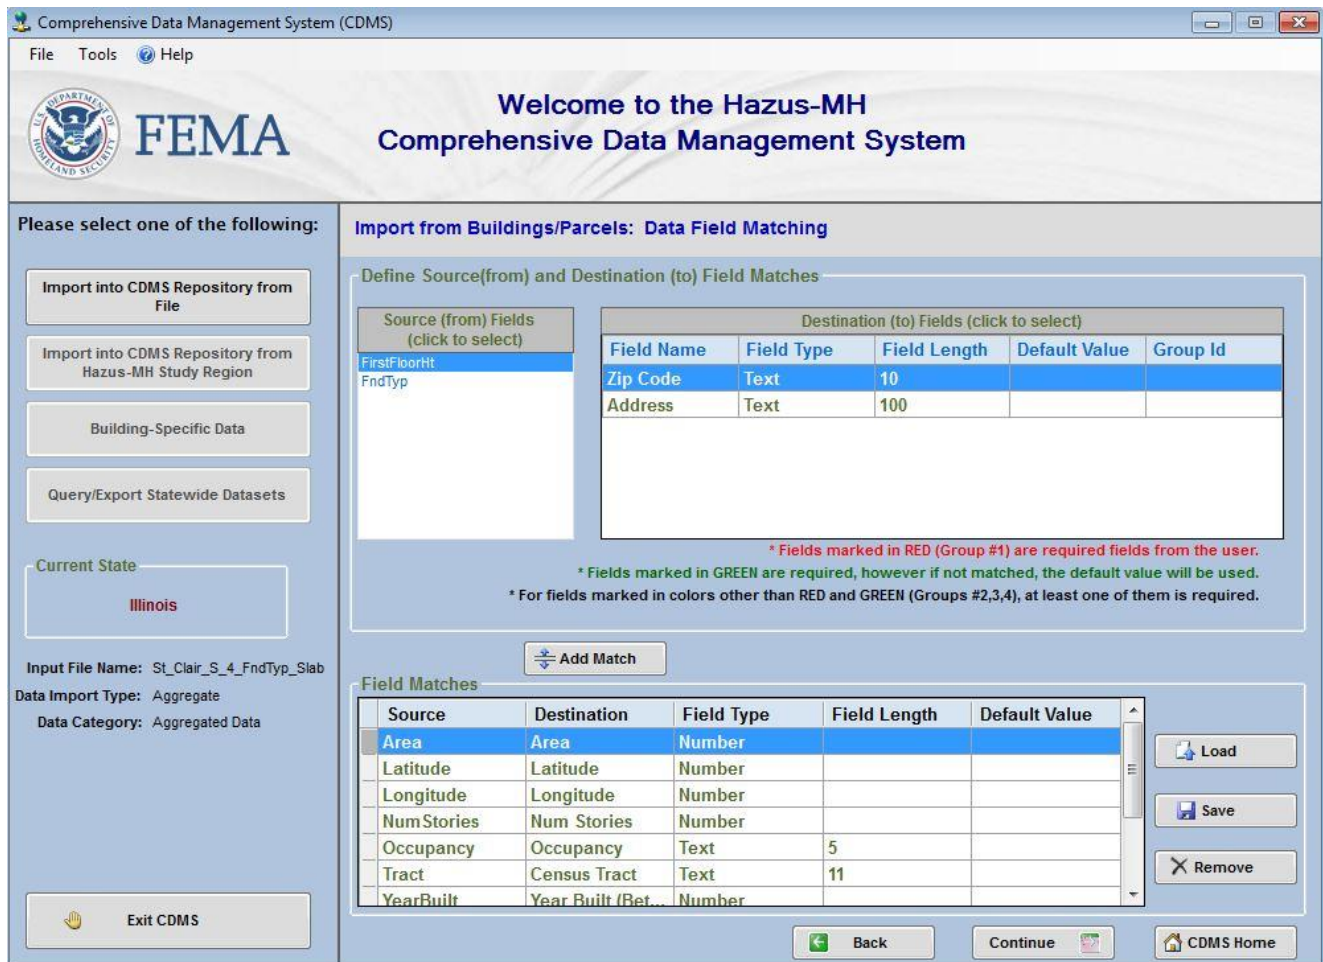 Comprehensive Data Management System (CDMS)
File Tools Help
U.S. DEPARTMENT OF HOMELAND SECURITY
FEMA
Welcome to the Hazus-MH
Comprehensive Data Management System
Please select one of the following:
Import into CDMS Repository from
File
Import into CDMS Repository from
Hazus-MH Study Region
Building-Specific Data
Query/Export Statewide Datasets
Current State
Illinois
Input File Name: St_Clair_S_4_FndTyp_Slab
Data Import Type: Aggregate
Data Category: Aggregated Data
Exit CDMS
Import from Buildings/Parcels: Data Field Matching
Define Source(from) and Destination (to) Field Matches
Source (from) Fields
(click to select)
FirstFloorHt
FndTyp
Destination (to) Fields (click to select)
Field Name Field Type Field Length Default Value Group Id
Zip Code Text 10
Address Text 100
* Fields marked in RED (Group #1) are required fields from the user.
* Fields marked in GREEN are required, however if not matched, the default value will be used.
* For fields marked in colors other than RED and GREEN (Groups #2,3,4), at least one of them is required.
Add Match
Field Matches
Source Destination Field Type Field Length Default Value
Area Area Number
Latitude Latitude Number
Longitude Longitude Number
NumStories Num Stories Number
Occupancy Occupancy Text 5
Tract Census Tract Text 11
YearBuilt Year Built (Bet... Number
Load
Save
Remove
Back Continue CDMS Home